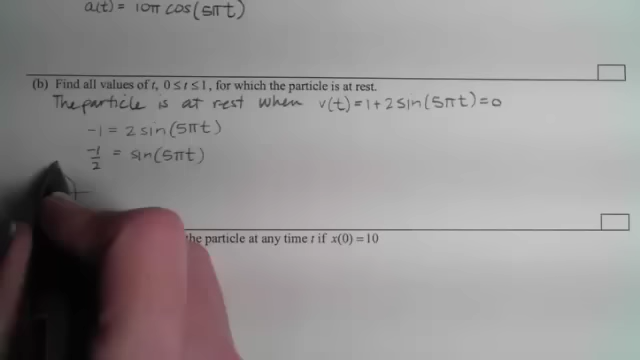 a(t) = 10π cos(5πt)
(b) Find all values of t, 0 ≤ t ≤ 1, for which the particle is at rest.
The particle is at rest when v(t) = 1 + 2 sin(5πt) = 0
-1 = 2 sin(5πt)
-1/2 = sin(5πt)
the particle at any time t if x(0) = 10